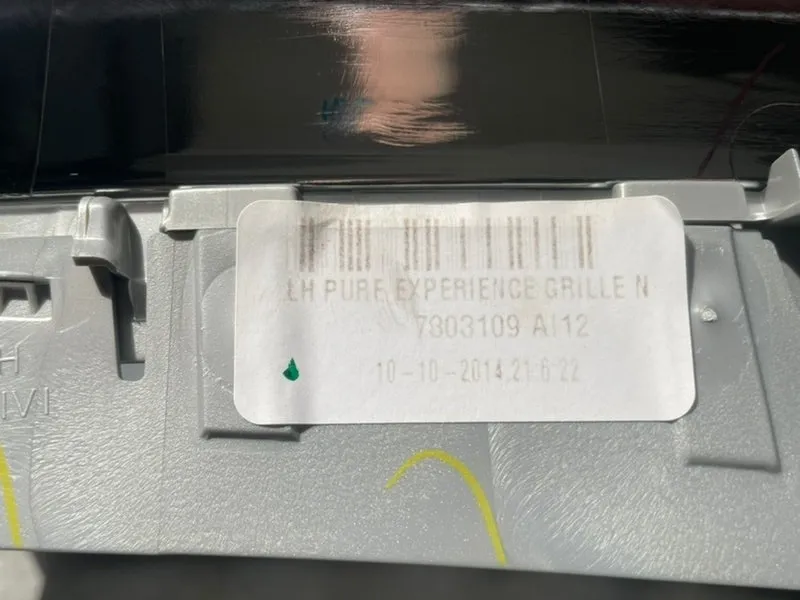 LH PURE EXPERIENCE GRILLE N
7303109 AI12
10-10-2014 21:6:22
H